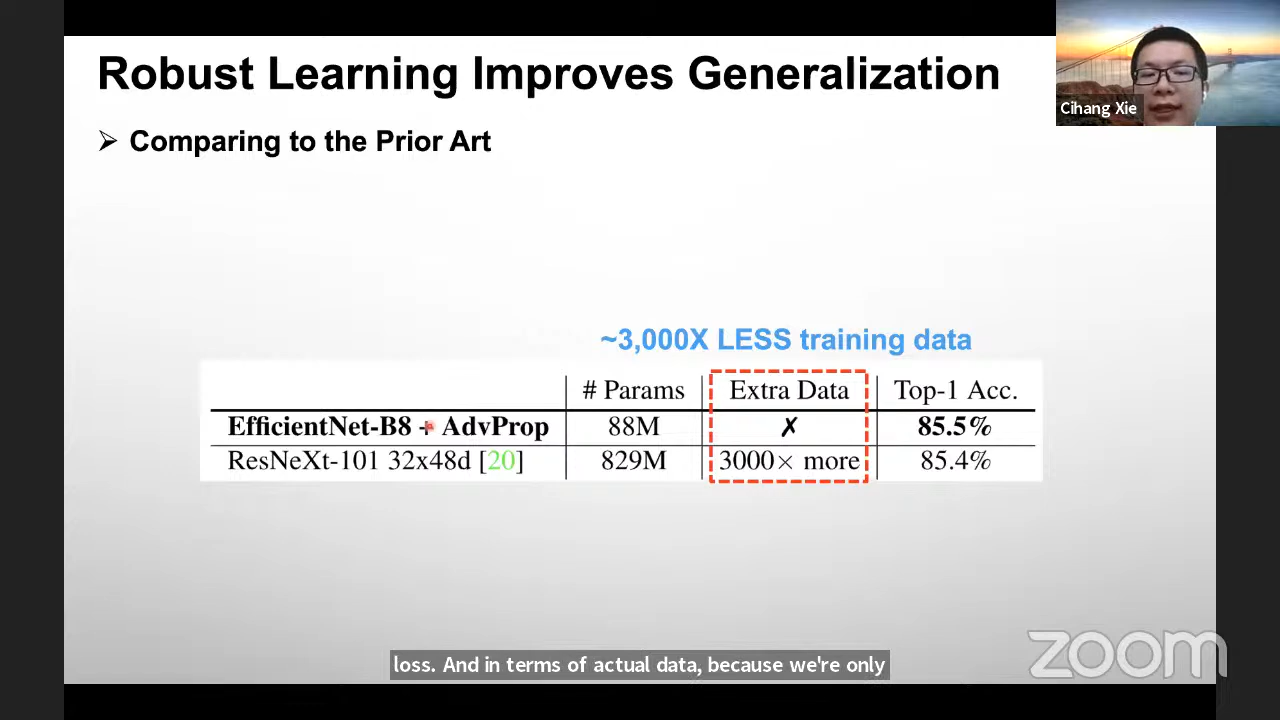 Robust Learning Improves Generalization
Cihang Xie
➢ Comparing to the Prior Art
~3,000X LESS training data
# Params Extra Data Top-1 Acc.
EfficientNet-B8 + AdvProp 88M ✗ 85.5%
ResNeXt-101 32x48d [20] 829M 3000× more 85.4%
loss. And in terms of actual data, because we're only
zoom